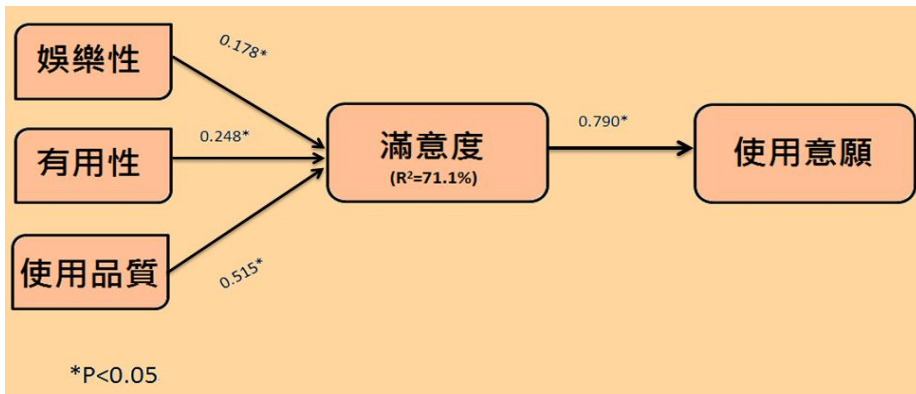 娛樂性
0.178*
有用性
0.248*
使用品質
0.515*
滿意度
(R²=71.1%)
0.790*
使用意願
*P<0.05